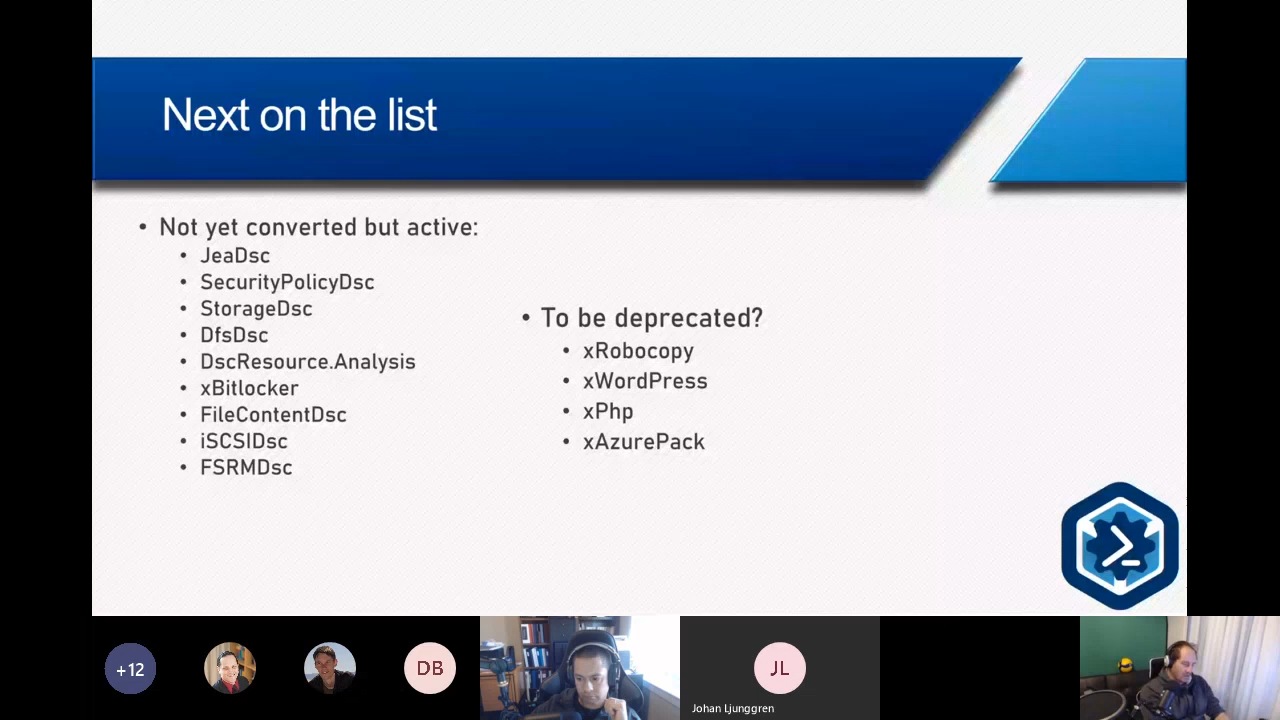 Next on the list
• Not yet converted but active:
• JeaDsc
• SecurityPolicyDsc
• StorageDsc
• DfsDsc
• DscResource.Analysis
• xBitlocker
• FileContentDsc
• iSCSIDsc
• FSRMDsc
• To be deprecated?
• xRobocopy
• xWordPress
• xPhp
• xAzurePack
+12
DB
JL
Johan Ljunggren